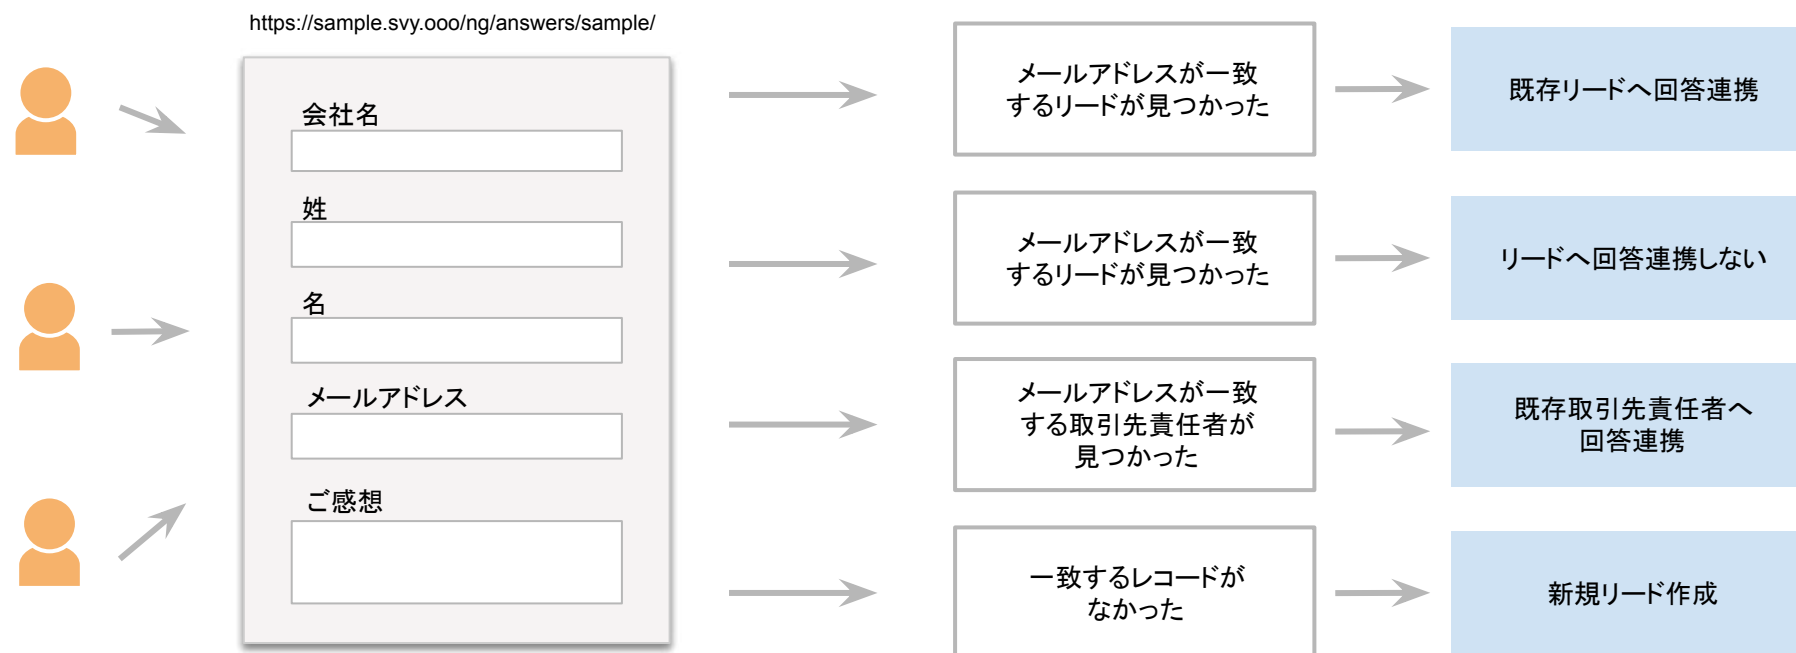 https://sample.svy.ooo/ng/answers/sample/
会社名
姓
名
メールアドレス
ご感想
メールアドレスが一致
するリードが見つかった
既存リードへ回答連携
メールアドレスが一致
するリードが見つかった
リードへ回答連携しない
メールアドレスが一致
する取引先責任者が
見つかった
既存取引先責任者へ
回答連携
一致するレコードが
なかった
新規リード作成